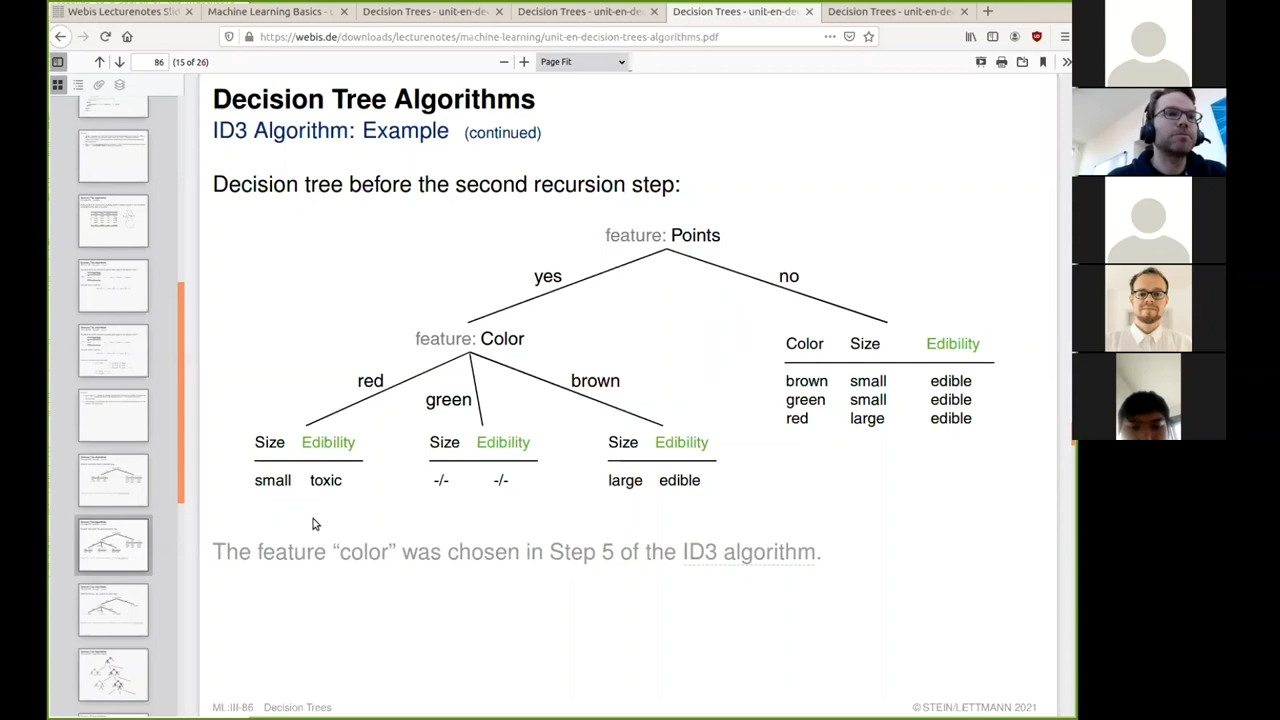 Webis Lecturenotes Slid
Machine Learning Basics - u
Decision Trees - unit-en-de
Decision Trees - unit-en-de
Decision Trees - unit-en-de
Decision Trees - unit-en-de
https://webis.de/downloads/lecturenotes/machine-learning/unit-en-decision-trees-algorithms.pdf
86 (15 of 26)
Page Fit
Decision Tree Algorithms
ID3 Algorithm: Example (continued)
Decision tree before the second recursion step:
feature: Points
yes no
feature: Color
red green brown
Color Size Edibility
brown small edible
green small edible
red large edible
Size Edibility
small toxic
Size Edibility
-/- -/-
Size Edibility
large edible
The feature “color” was chosen in Step 5 of the ID3 algorithm.
ML:III-86 Decision Trees
© STEIN/LETTMANN 2021